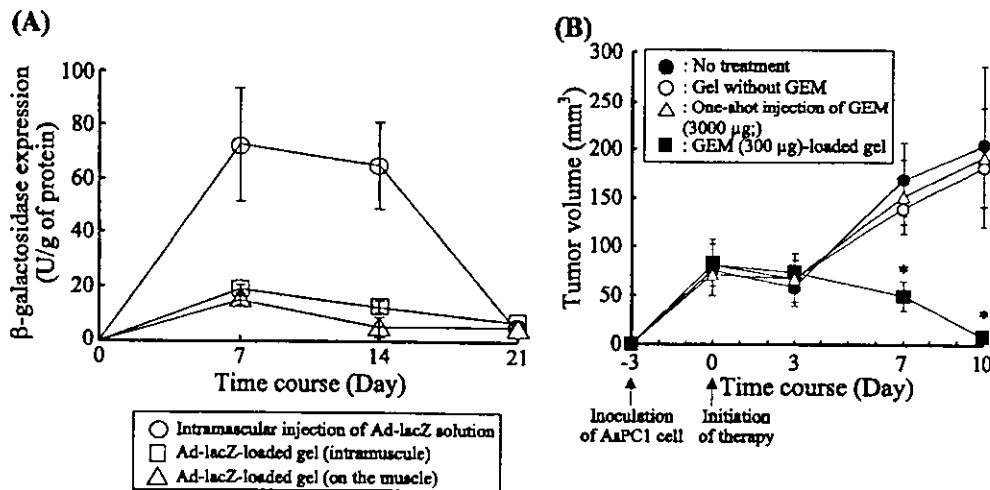 (A)
β-galactosidase expression
(U/g of protein)
100
80
60
40
20
0
0 7 14 21
Time course (Day)
○ Intramascular injection of Ad-lacZ solution
□ Ad-lacZ-loaded gel (intramuscule)
△ Ad-lacZ-loaded gel (on the muscle)
(B)
Tumor volume (mm³)
300
250
200
150
100
50
0
● : No treatment
○ : Gel without GEM
△ : One-shot injection of GEM
(3000 µg;)
■ : GEM (300 µg)-loaded gel
*
*
-3 0 3 7 10
Time course (Day)
Inoculation
of AsPC1 cell
Initiation
of therapy